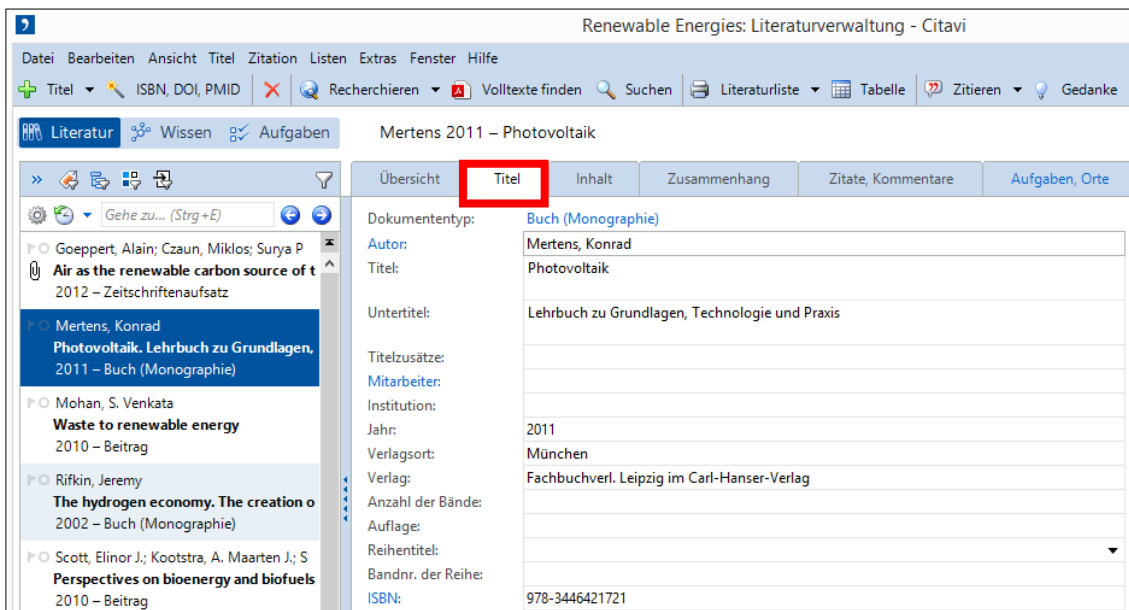 Renewable Energies: Literaturverwaltung - Citavi
Datei Bearbeiten Ansicht Titel Zitation Listen Extras Fenster Hilfe
Titel ISBN, DOI, PMID Recherchieren Volltexte finden Suchen Literaturliste Tabelle Zitieren Gedanke
Literatur Wissen Aufgaben Mertens 2011 – Photovoltaik
» Übersicht Titel Inhalt Zusammenhang Zitate, Kommentare Aufgaben, Orte
Gehe zu... (Strg+E)
Goeppert, Alain; Czaun, Miklos; Surya P
Air as the renewable carbon source of t
2012 – Zeitschriftenaufsatz
Mertens, Konrad
Photovoltaik. Lehrbuch zu Grundlagen,
2011 – Buch (Monographie)
Mohan, S. Venkata
Waste to renewable energy
2010 – Beitrag
Rifkin, Jeremy
The hydrogen economy. The creation o
2002 – Buch (Monographie)
Scott, Elinor J.; Kootstra, A. Maarten J.; S
Perspectives on bioenergy and biofuels
2010 – Beitrag
Dokumententyp: Buch (Monographie)
Autor: Mertens, Konrad
Titel: Photovoltaik
Untertitel: Lehrbuch zu Grundlagen, Technologie und Praxis
Titelzusätze:
Mitarbeiter:
Institution:
Jahr: 2011
Verlagsort: München
Verlag: Fachbuchverl. Leipzig im Carl-Hanser-Verlag
Anzahl der Bände:
Auflage:
Reihentitel:
Bandnr. der Reihe:
ISBN: 978-3446421721